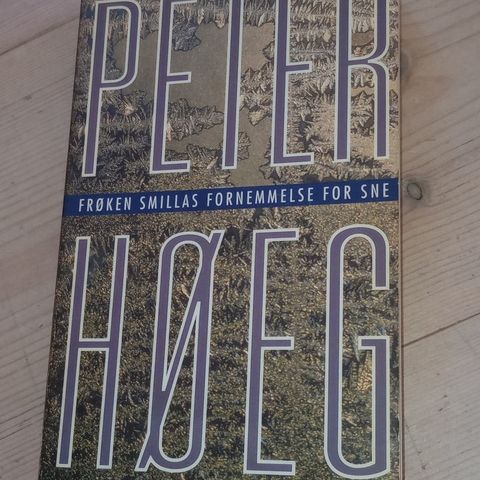 PETER
FRØKEN SMILLAS FORNEMMELSE FOR SNE
HØEG